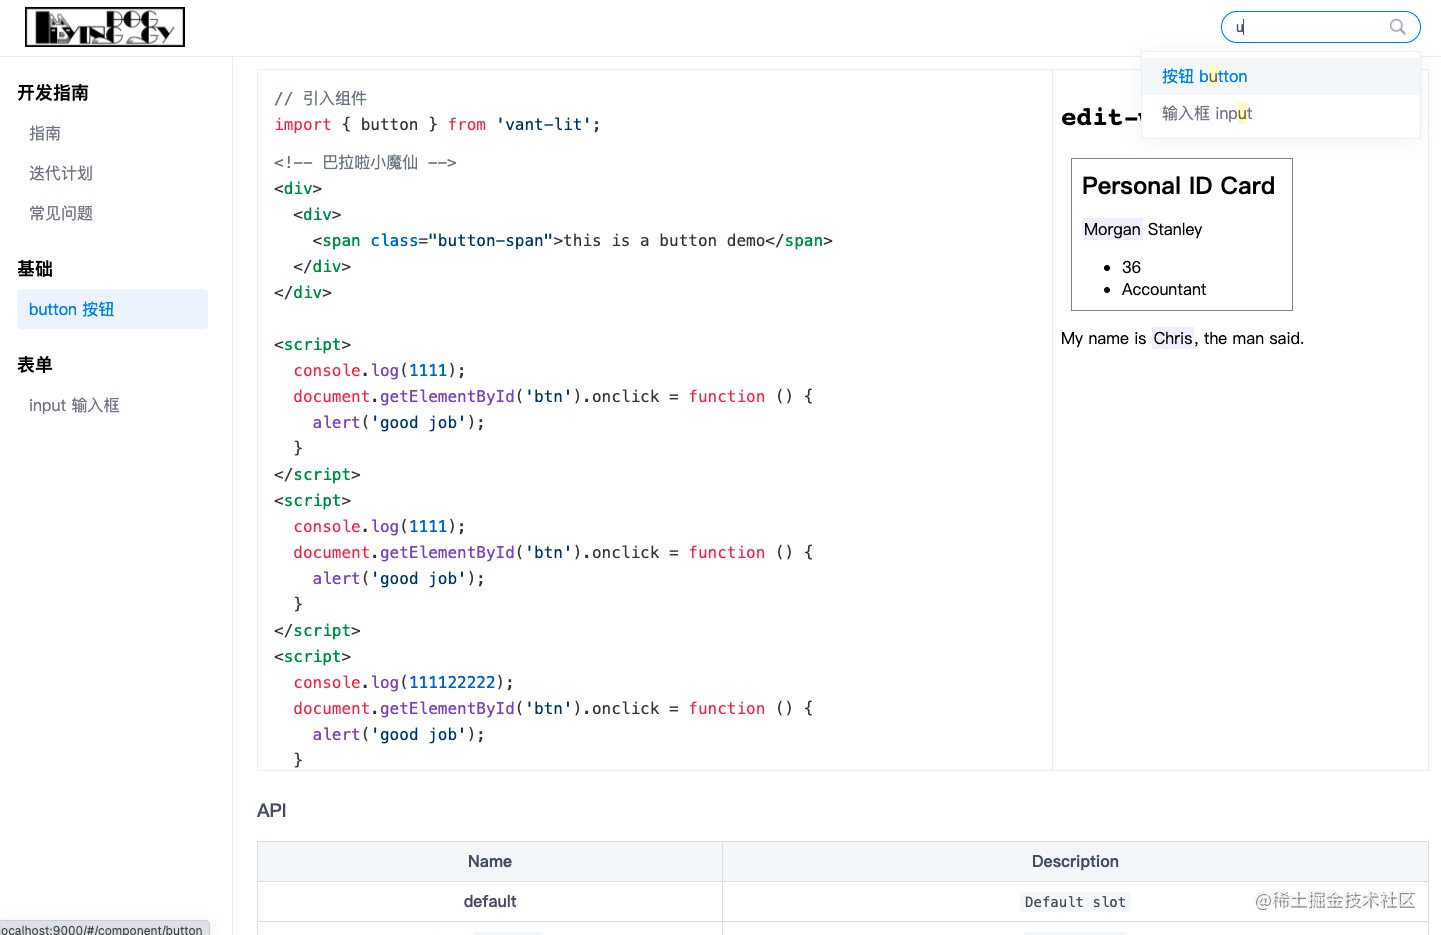 u
按钮 button
输入框 input
开发指南
指南
迭代计划
常见问题
基础
button 按钮
表单
input 输入框
// 引入组件
import { button } from 'vant-lit';
<!-- 巴拉啦小魔仙 -->
<div>
  <div>
    <span class="button-span">this is a button demo</span>
  </div>
</div>
<script>
  console.log(1111);
  document.getElementById('btn').onclick = function () {
    alert('good job');
  }
</script>
<script>
  console.log(1111);
  document.getElementById('btn').onclick = function () {
    alert('good job');
  }
</script>
<script>
  console.log(111122222);
  document.getElementById('btn').onclick = function () {
    alert('good job');
  }
edit-
Personal ID Card
Morgan Stanley
36
Accountant
My name is Chris, the man said.
API
Name Description
default Default slot
@稀土掘金技术社区
ocalhost:9000/#/component/button